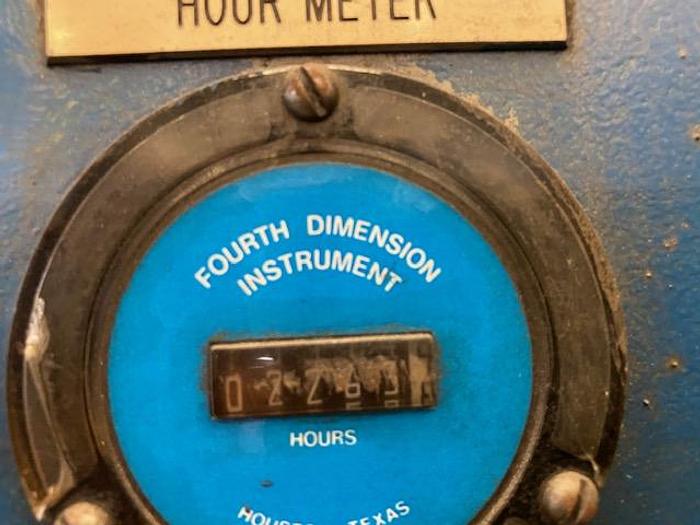 HOUR METER
FOURTH DIMENSION
INSTRUMENT
HOURS
TEXAS